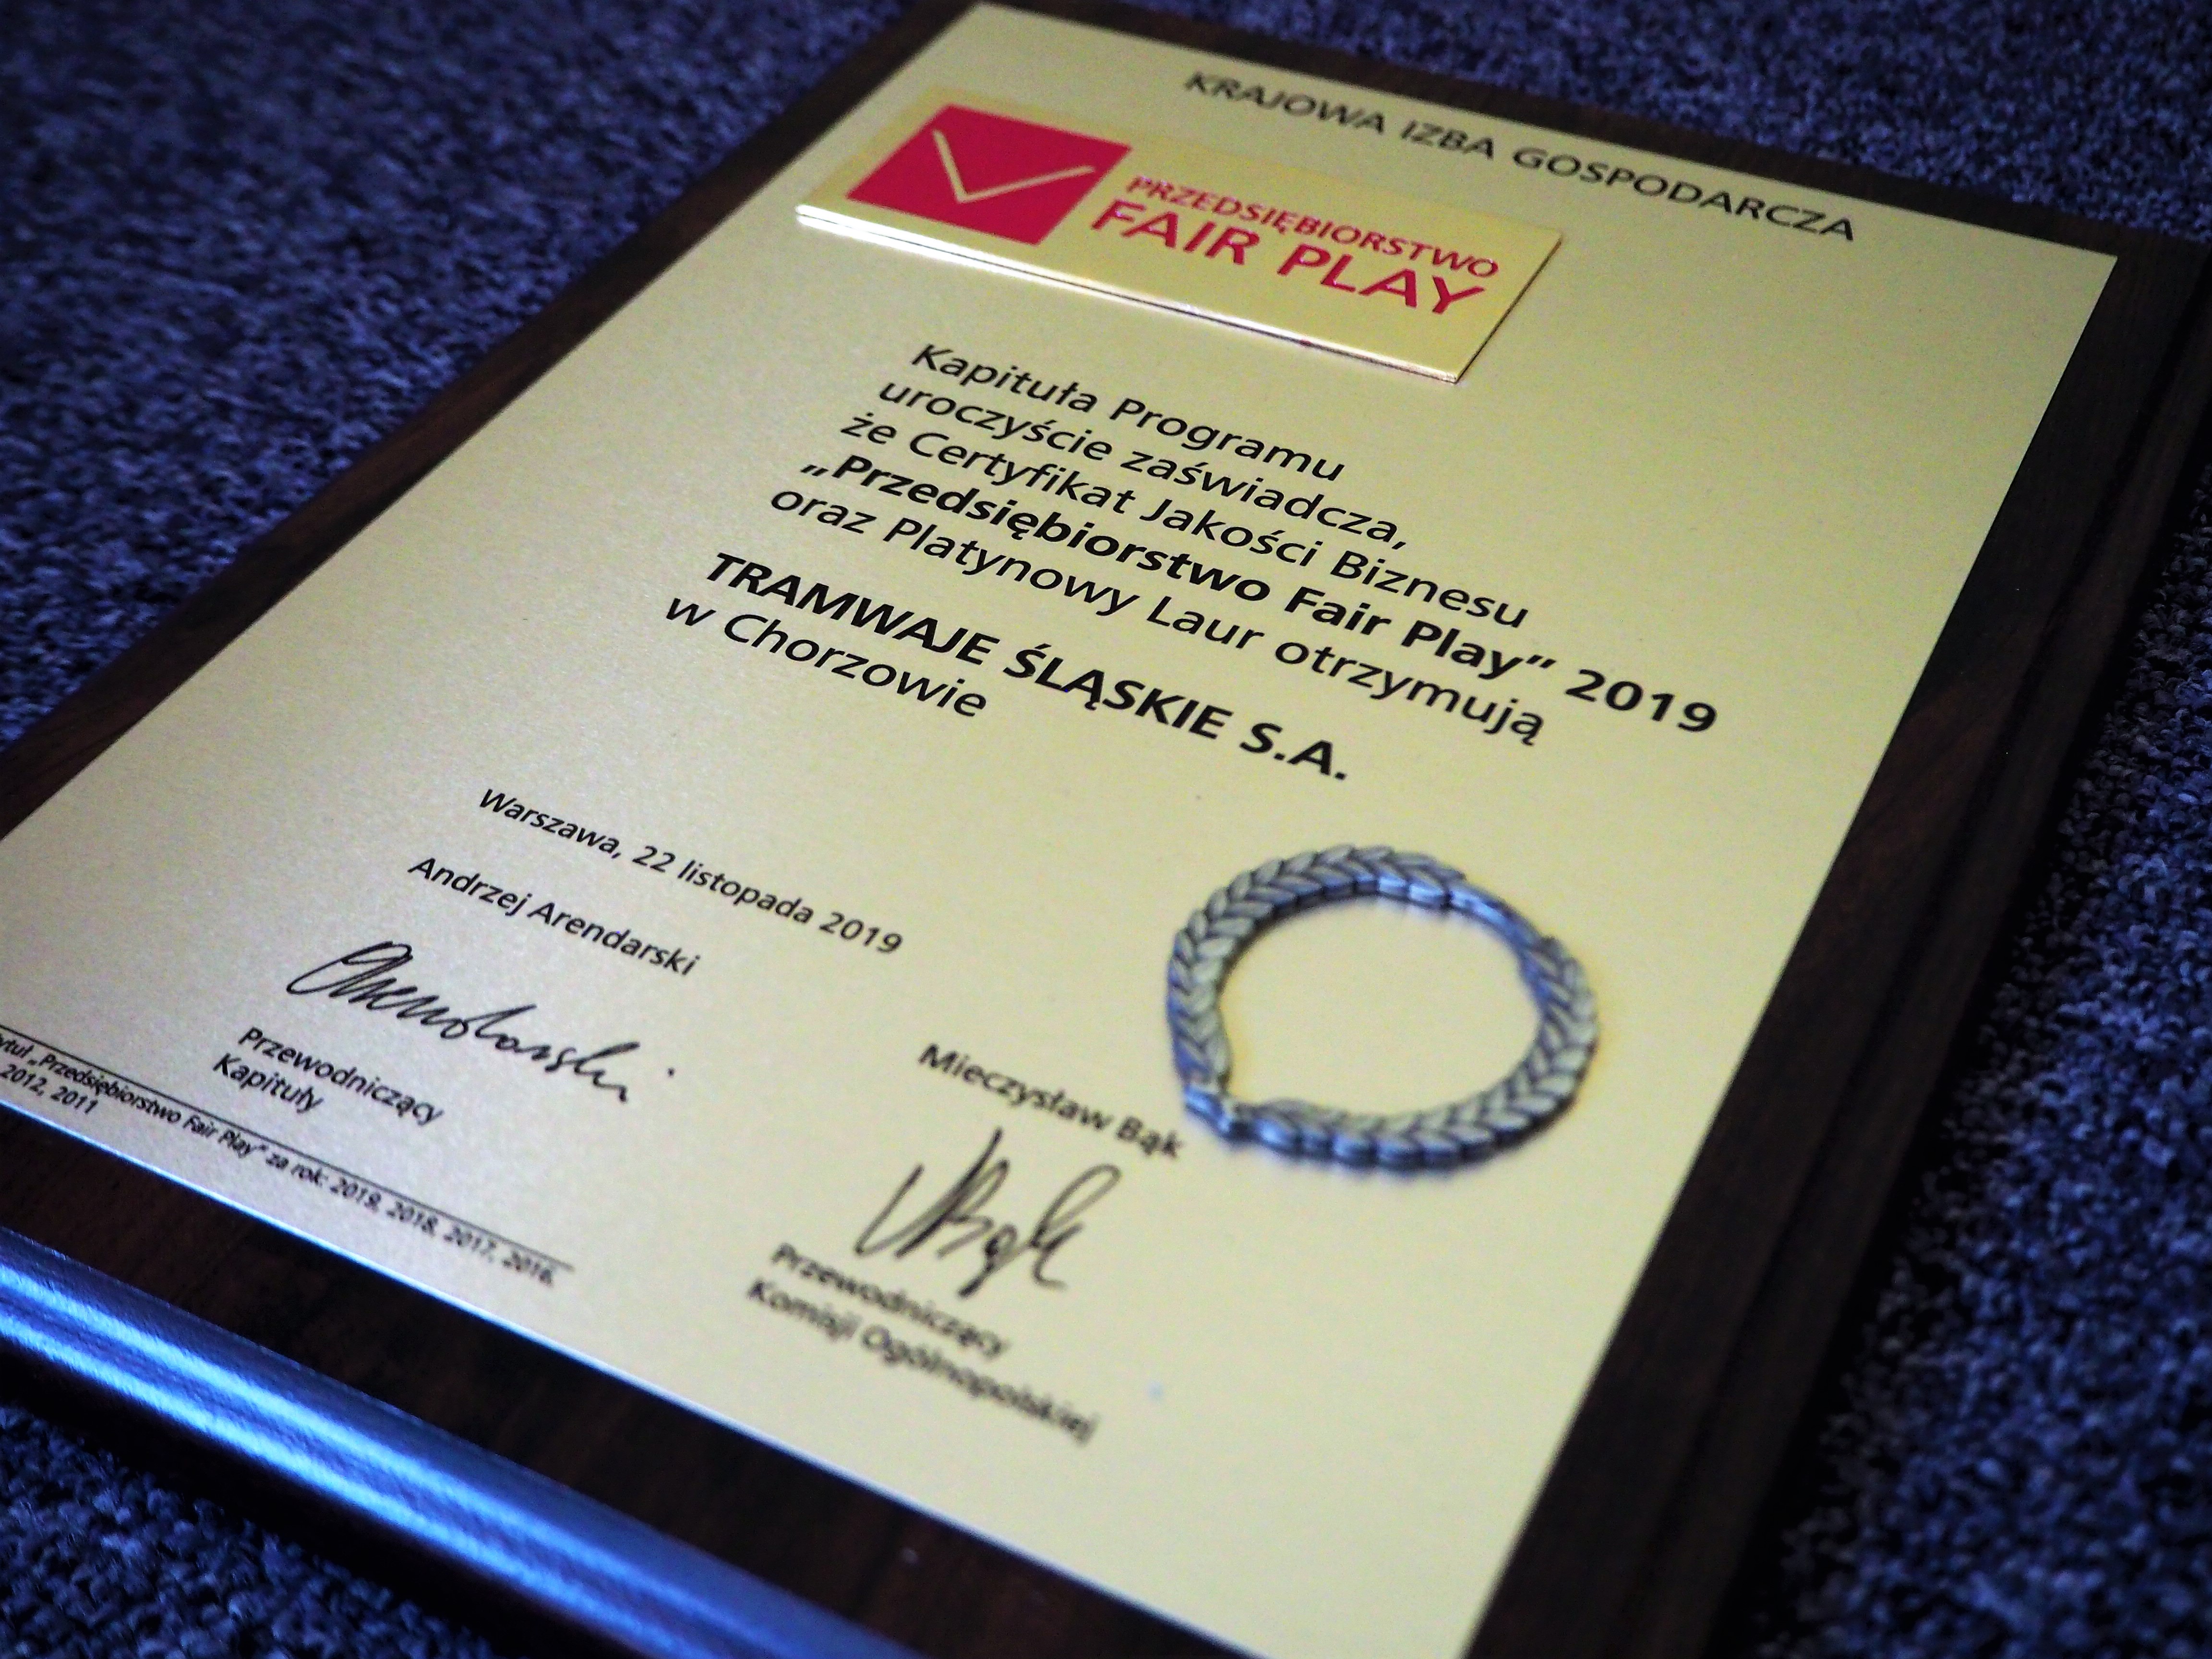 KRAJOWA IZBA GOSPODARCZA
PRZEDSIĘBIORSTWO
FAIR PLAY
Kapituła Programu
uroczyście zaświadcza,
że Certyfikat Jakości Biznesu
„Przedsiębiorstwo Fair Play” 2019
oraz Platynowy Laur otrzymują
TRAMWAJE ŚLĄSKIE S.A.
w Chorzowie
Warszawa, 22 listopada 2019
Andrzej Arendarski
Przewodniczący
Kapituły
Mieczysław Bąk
Przewodniczący
Komisji Ogólnopolskiej
„Przedsiębiorstwo Fair Play” za rok: 2019, 2018, 2017, 2016,
2012, 2011